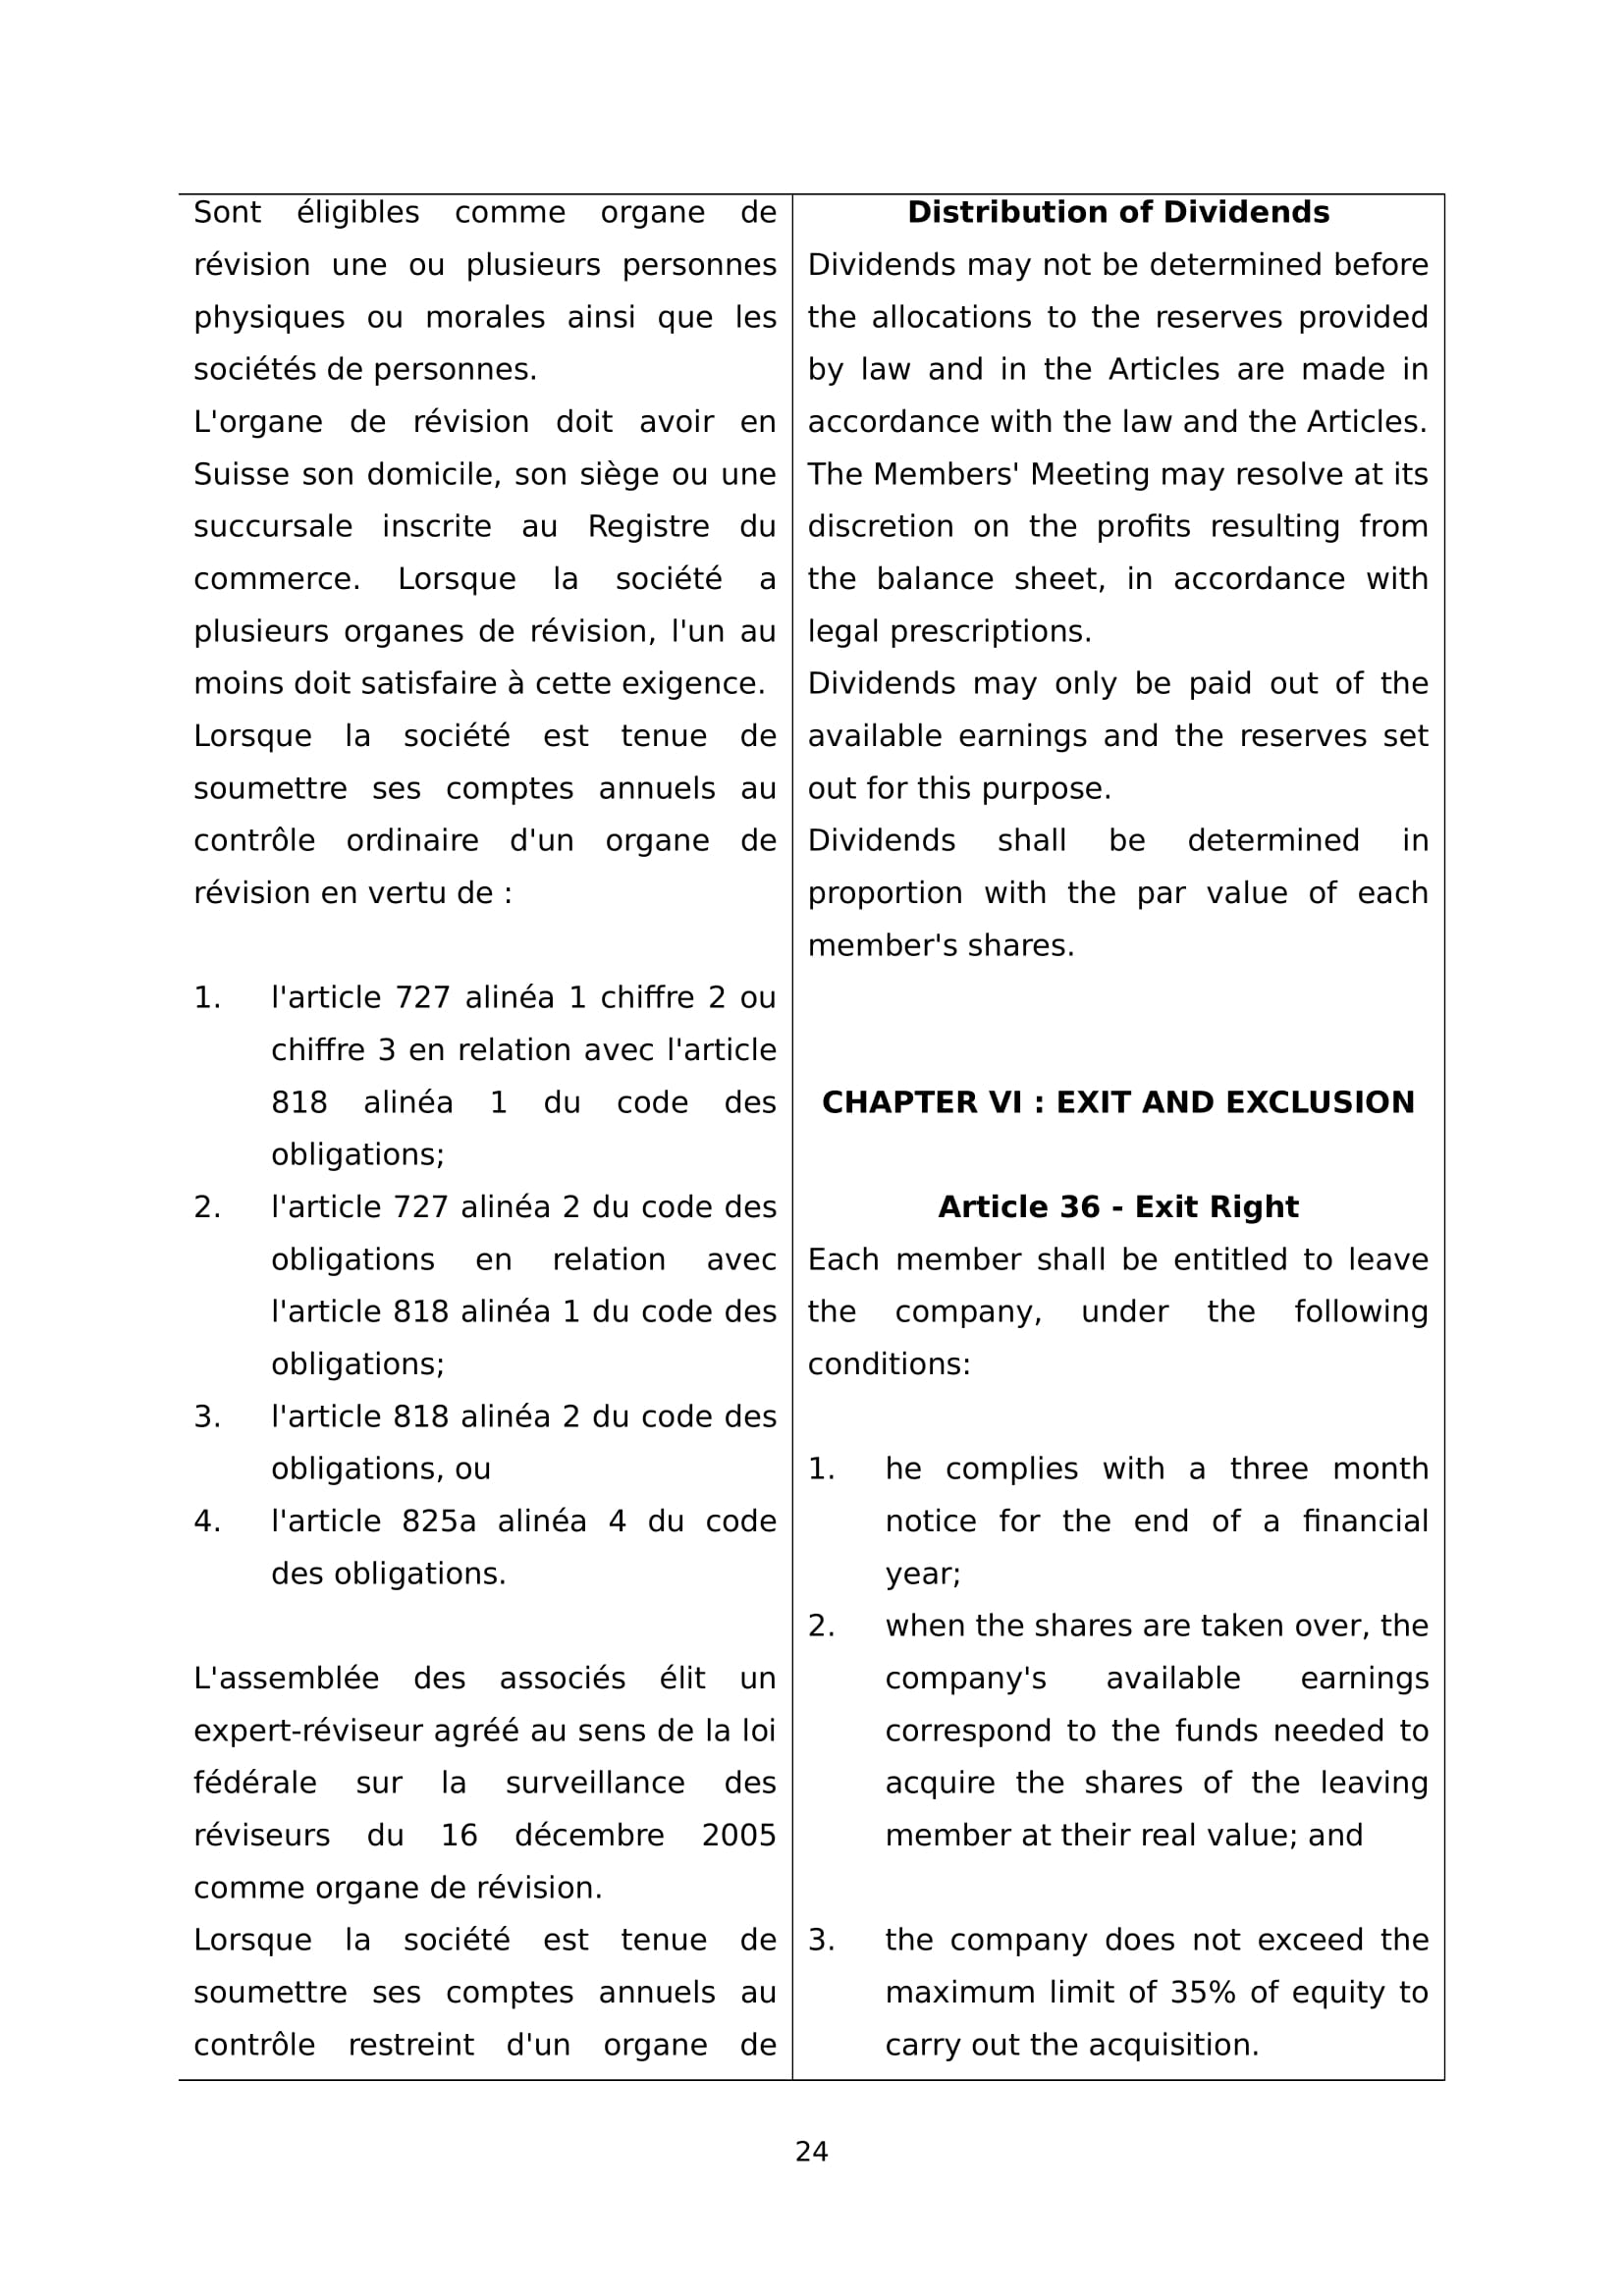 Sont éligibles comme organe de
révision une ou plusieurs personnes
physiques ou morales ainsi que les
sociétés de personnes.
L'organe de révision doit avoir en
Suisse son domicile, son siège ou une
succursale inscrite au Registre du
commerce. Lorsque la société a
plusieurs organes de révision, l'un au
moins doit satisfaire à cette exigence.
Lorsque la société est tenue de
soumettre ses comptes annuels au
contrôle ordinaire d'un organe de
révision en vertu de :
1. l'article 727 alinéa 1 chiffre 2 ou
chiffre 3 en relation avec l'article
818 alinéa 1 du code des
obligations;
2. l'article 727 alinéa 2 du code des
obligations en relation avec
l'article 818 alinéa 1 du code des
obligations;
3. l'article 818 alinéa 2 du code des
obligations, ou
4. l'article 825a alinéa 4 du code
des obligations.
L'assemblée des associés élit un
expert-réviseur agréé au sens de la loi
fédérale sur la surveillance des
réviseurs du 16 décembre 2005
comme organe de révision.
Lorsque la société est tenue de
soumettre ses comptes annuels au
contrôle restreint d'un organe de
Distribution of Dividends
Dividends may not be determined before
the allocations to the reserves provided
by law and in the Articles are made in
accordance with the law and the Articles.
The Members' Meeting may resolve at its
discretion on the profits resulting from
the balance sheet, in accordance with
legal prescriptions.
Dividends may only be paid out of the
available earnings and the reserves set
out for this purpose.
Dividends shall be determined in
proportion with the par value of each
member's shares.
CHAPTER VI : EXIT AND EXCLUSION
Article 36 - Exit Right
Each member shall be entitled to leave
the company, under the following
conditions:
1. he complies with a three month
notice for the end of a financial
year;
2. when the shares are taken over, the
company's available earnings
correspond to the funds needed to
acquire the shares of the leaving
member at their real value; and
3. the company does not exceed the
maximum limit of 35% of equity to
carry out the acquisition.
24